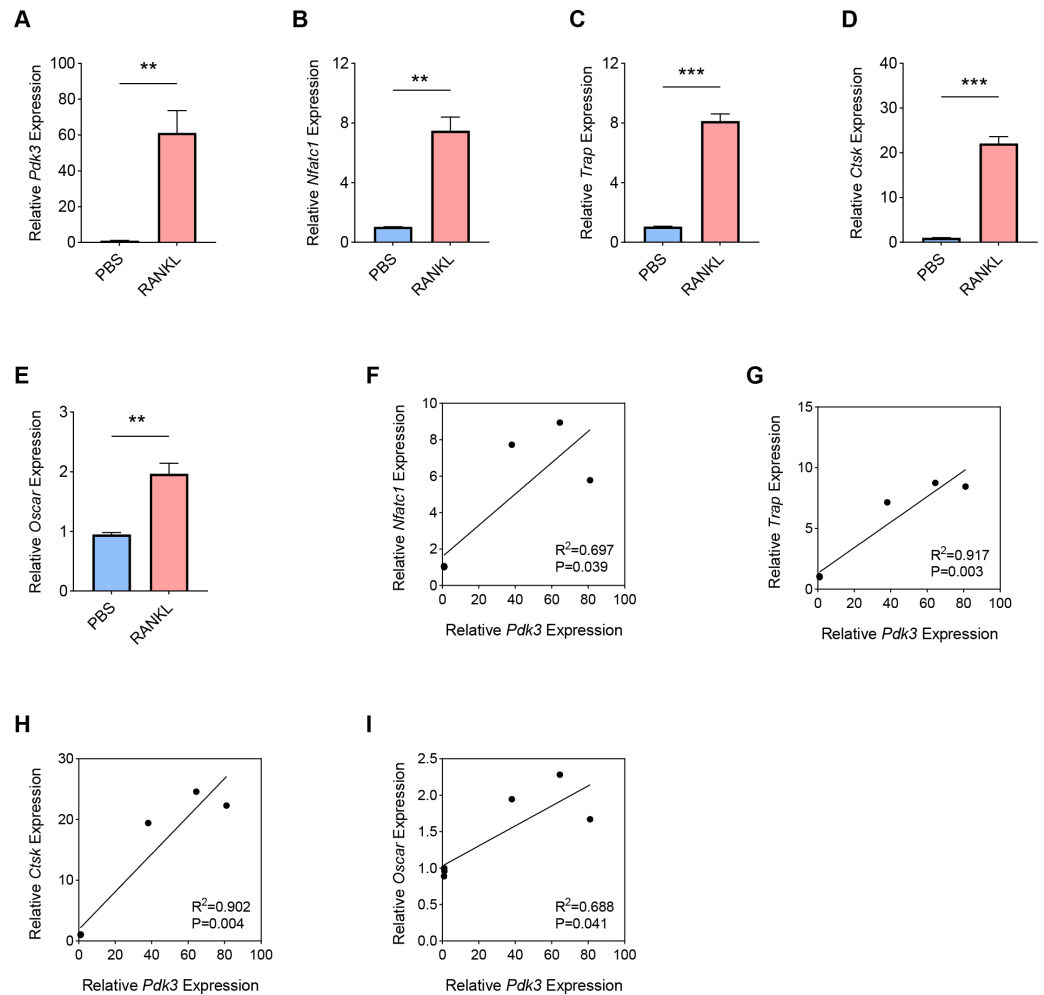 A
Relative Pdk3 Expression
100
80
60
40
20
0
**
PBS
RANKL
B
Relative Nfatc1 Expression
12
8
4
0
**
PBS
RANKL
C
Relative Trap Expression
12
8
4
0
***
PBS
RANKL
D
Relative Ctsk Expression
40
30
20
10
0
***
PBS
RANKL
E
Relative Oscar Expression
3
2
1
0
**
PBS
RANKL
F
Relative Nfatc1 Expression
10
8
6
4
2
0
R²=0.697
P=0.039
0 20 40 60 80 100
Relative Pdk3 Expression
G
Relative Trap Expression
15
10
5
0
R²=0.917
P=0.003
0 20 40 60 80 100
Relative Pdk3 Expression
H
Relative Ctsk Expression
30
20
10
0
R²=0.902
P=0.004
0 20 40 60 80 100
Relative Pdk3 Expression
I
Relative Oscar Expression
2.5
2.0
1.5
1.0
0.5
0.0
R²=0.688
P=0.041
0 20 40 60 80 100
Relative Pdk3 Expression